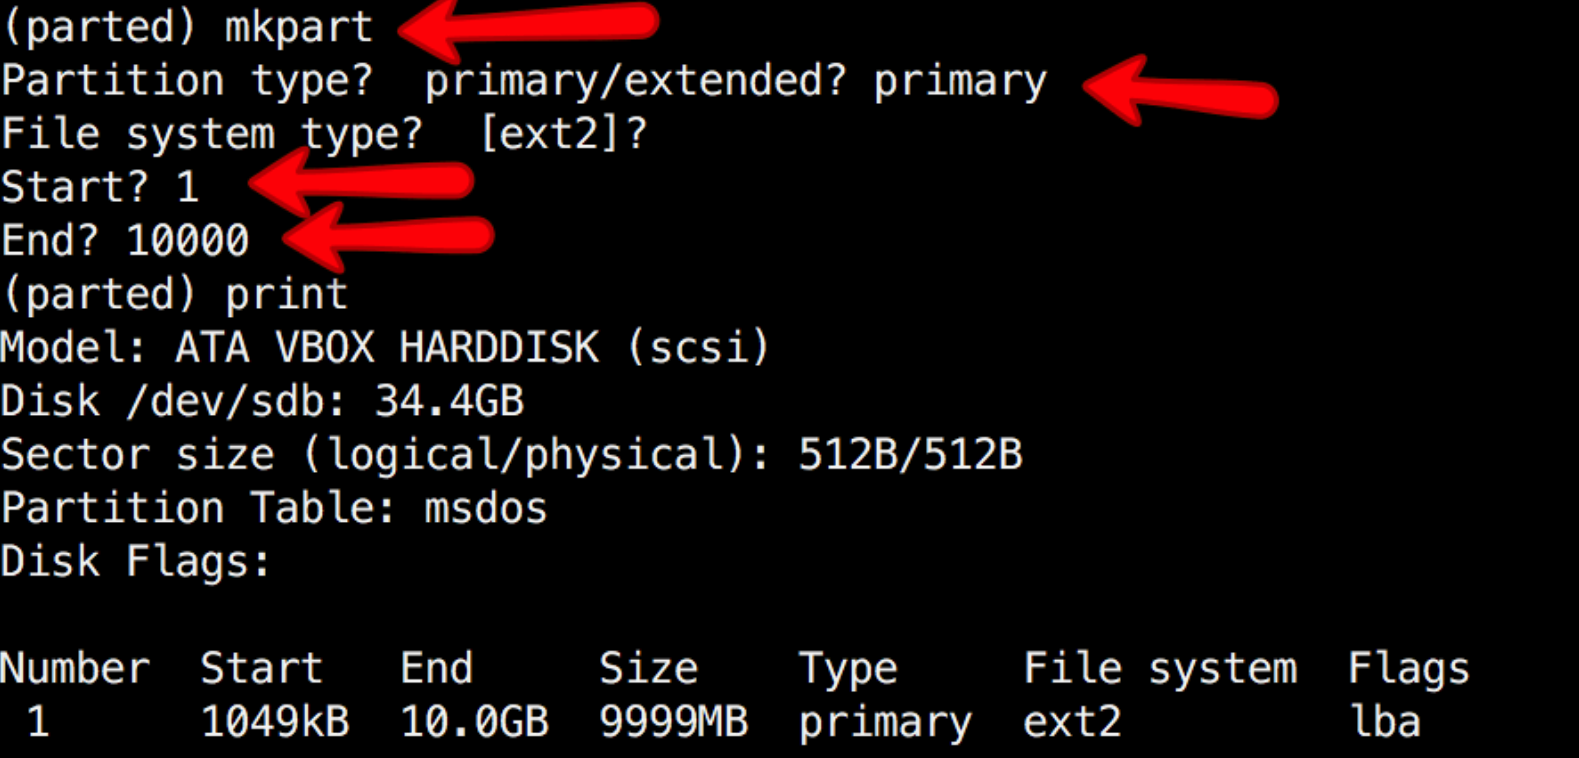 (parted) mkpart
Partition type?  primary/extended? primary
File system type?  [ext2]?
Start? 1
End? 10000
(parted) print
Model: ATA VBOX HARDDISK (scsi)
Disk /dev/sdb: 34.4GB
Sector size (logical/physical): 512B/512B
Partition Table: msdos
Disk Flags:
Number  Start   End     Size    Type     File system  Flags
 1      1049kB  10.0GB  9999MB  primary  ext2         lba